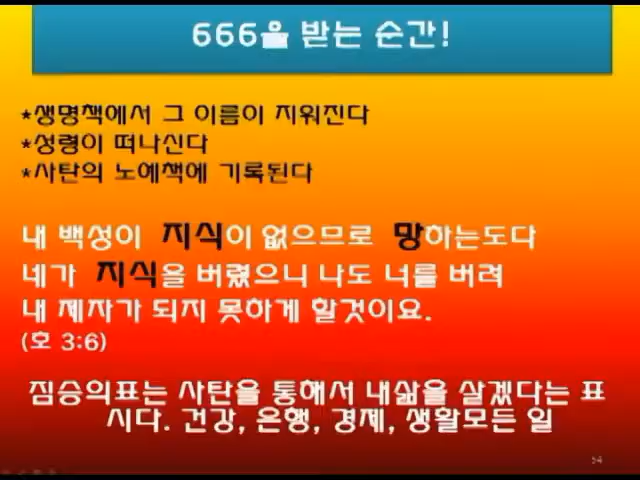 666을 받는 순간!
*생명책에서 그 이름이 지워진다
*성령이 떠나신다
*사탄의 노예책에 기록된다
내 백성이 지식이 없으므로 망하는도다
네가 지식을 버렸으니 나도 너를 버려
내 제자가 되지 못하게 할것이요.
(호 3:6)
짐승의표는 사탄을 통해서 내삶을 살겠다는 표
시다. 건강, 은행, 경제, 생활모든 일
54